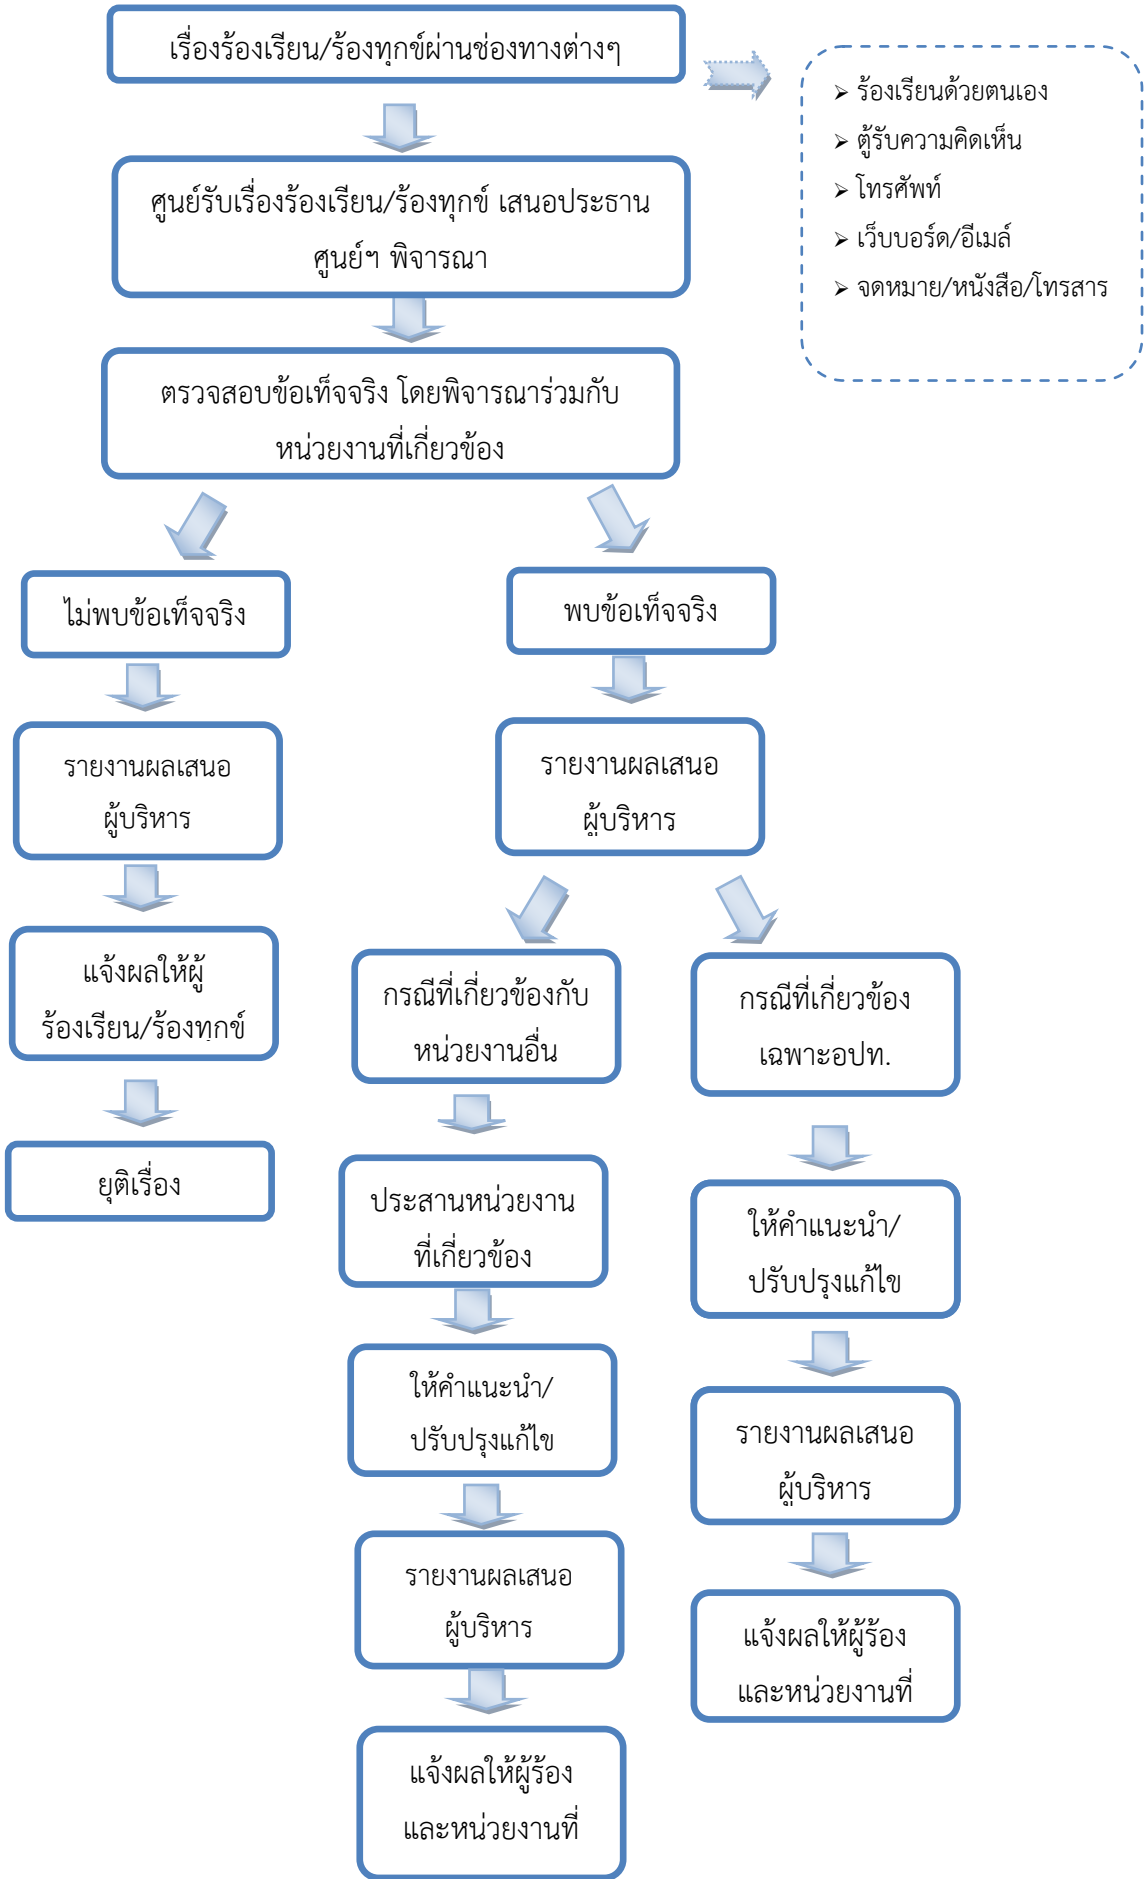 เรื่องร้องเรียน/ร้องทุกข์ผ่านช่องทางต่างๆ
➢ ร้องเรียนด้วยตนเอง
➢ ตู้รับความคิดเห็น
➢ โทรศัพท์
➢ เว็บบอร์ด/อีเมล์
➢ จดหมาย/หนังสือ/โทรสาร
ศูนย์รับเรื่องร้องเรียน/ร้องทุกข์ เสนอประธาน
ศูนย์ฯ พิจารณา
ตรวจสอบข้อเท็จจริง โดยพิจารณาร่วมกับ
หน่วยงานที่เกี่ยวข้อง
ไม่พบข้อเท็จจริง
รายงานผลเสนอ
ผู้บริหาร
แจ้งผลให้ผู้
ร้องเรียน/ร้องทุกข์
ยุติเรื่อง
พบข้อเท็จจริง
รายงานผลเสนอ
ผู้บริหาร
กรณีที่เกี่ยวข้องกับ
หน่วยงานอื่น
ประสานหน่วยงาน
ที่เกี่ยวข้อง
ให้คำแนะนำ/
ปรับปรุงแก้ไข
รายงานผลเสนอ
ผู้บริหาร
แจ้งผลให้ผู้ร้อง
และหน่วยงานที่
กรณีที่เกี่ยวข้อง
เฉพาะอปท.
ให้คำแนะนำ/
ปรับปรุงแก้ไข
รายงานผลเสนอ
ผู้บริหาร
แจ้งผลให้ผู้ร้อง
และหน่วยงานที่